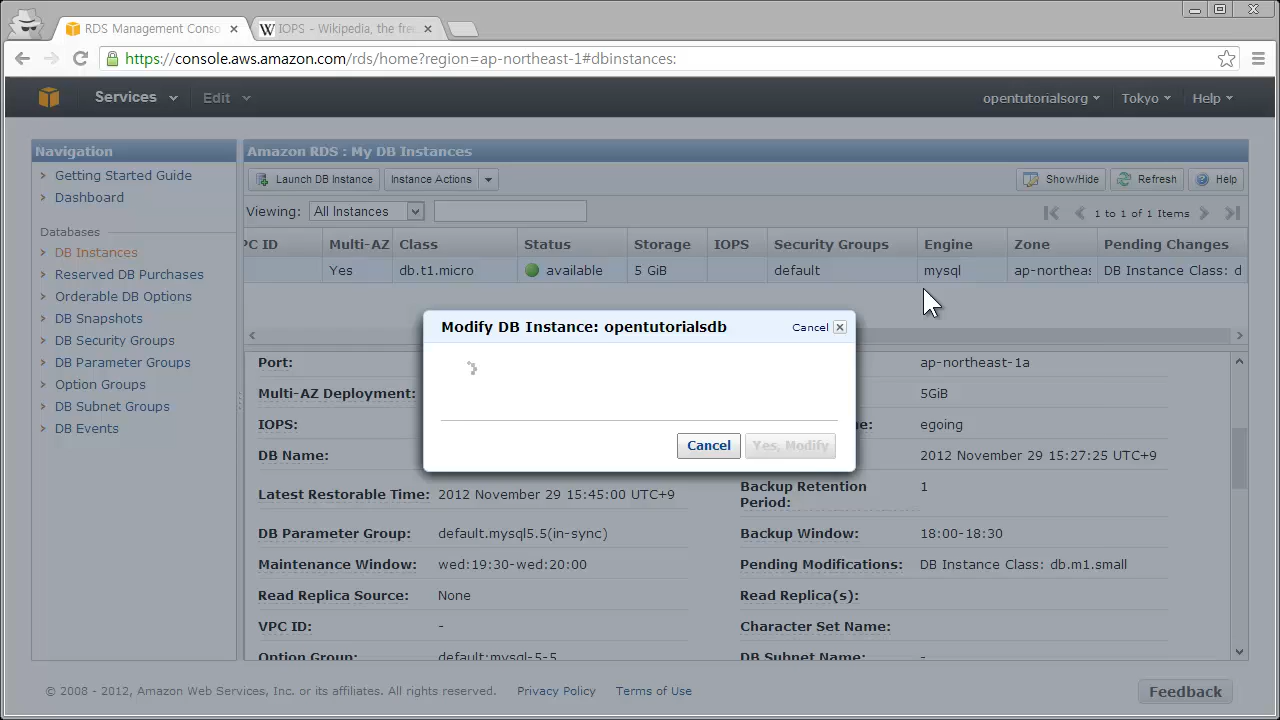 RDS Management Conso
IOPS - Wikipedia, the free
https://console.aws.amazon.com/rds/home?region=ap-northeast-1#dbinstances:
Services Edit opentutorialsorg Tokyo Help
Navigation
Getting Started Guide
Dashboard
Databases
DB Instances
Reserved DB Purchases
Orderable DB Options
DB Snapshots
DB Security Groups
DB Parameter Groups
Option Groups
DB Subnet Groups
DB Events
Amazon RDS : My DB Instances
Launch DB Instance Instance Actions Show/Hide Refresh Help
Viewing: All Instances 1 to 1 of 1 Items
PC ID Multi-AZ Class Status Storage IOPS Security Groups Engine Zone Pending Changes
Yes db.t1.micro available 5 GiB default mysql ap-northeas DB Instance Class: d
Modify DB Instance: opentutorialsdb Cancel
Cancel Yes, Modify
Port: ap-northeast-1a
Multi-AZ Deployment: 5GiB
IOPS: e: egoing
DB Name: 2012 November 29 15:27:25 UTC+9
Latest Restorable Time: 2012 November 29 15:45:00 UTC+9 Backup Retention Period: 1
DB Parameter Group: default.mysql5.5(in-sync) Backup Window: 18:00-18:30
Maintenance Window: wed:19:30-wed:20:00 Pending Modifications: DB Instance Class: db.m1.small
Read Replica Source: None Read Replica(s):
VPC ID: - Character Set Name:
Option Group: default:mysql-5-5 DB Subnet Name: -
© 2008 - 2012, Amazon Web Services, Inc. or its affiliates. All rights reserved. Privacy Policy Terms of Use Feedback